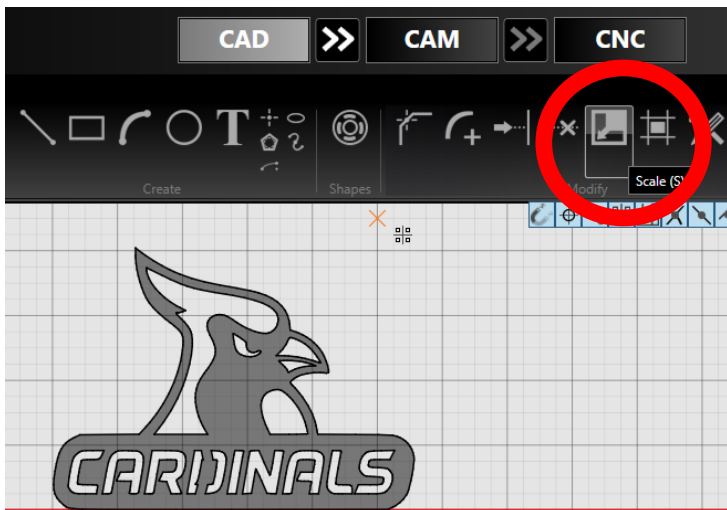 CAD CAM CNC
T
Create Shapes Modify
Scale (S)
CARDINALS